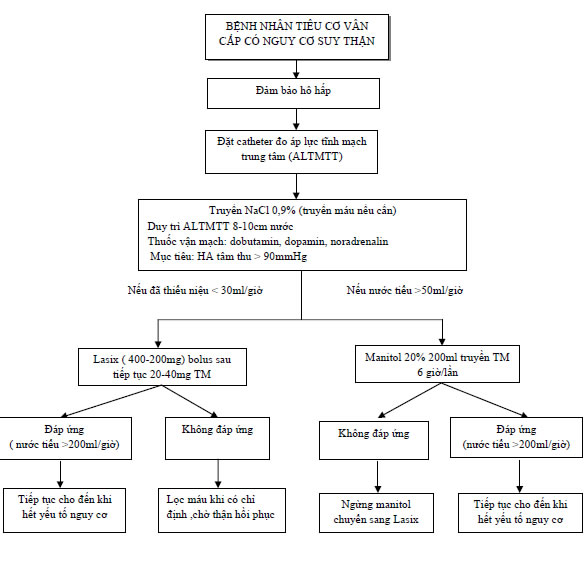 BỆNH NHÂN TIÊU CƠ VÂN
CẤP CÓ NGUY CƠ SUY THẬN
Đảm bảo hô hấp
Đặt catheter đo áp lực tĩnh mạch
trung tâm (ALTMTT)
Truyền NaCl 0,9% (truyền máu nếu cần)
Duy trì ALTMTT 8-10cm nước
Thuốc vận mạch: dobutamin, dopamin, noradrenalin
Mục tiêu: HA tâm thu > 90mmHg
Nếu đã thiểu niệu < 30ml/giờ
Nếu nước tiểu >50ml/giờ
Lasix ( 400-200mg) bolus sau
tiếp tục 20-40mg TM
Manitol 20% 200ml truyền TM
6 giờ/lần
Đáp ứng
( nước tiểu >200ml/giờ)
Không đáp ứng
Không đáp ứng
Đáp ứng
(nước tiểu >200ml/giờ)
Tiếp tục cho đến khi
hết yếu tố nguy cơ
Lọc máu khi có chỉ
định ,chờ thận hồi phục
Ngừng manitol
chuyển sang Lasix
Tiếp tục cho đến khi
hết yếu tố nguy cơ